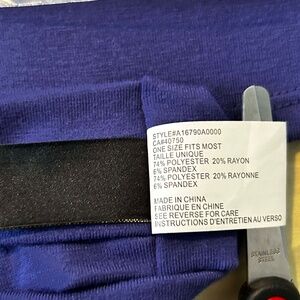 STYLE#A16790A0000
CA#40750
ONE SIZE FITS MOST
TAILLE UNIQUE
74% POLYESTER 20% RAYON
6% SPANDEX
74% POLYESTER 20% RAYONNE
6% SPANDEX
MADE IN CHINA
FABRIQUE EN CHINE
SEE REVERSE FOR CARE
INSTRUCTIONS D'ENTRETIEN AU VERSO
STAINLESS
STEEL